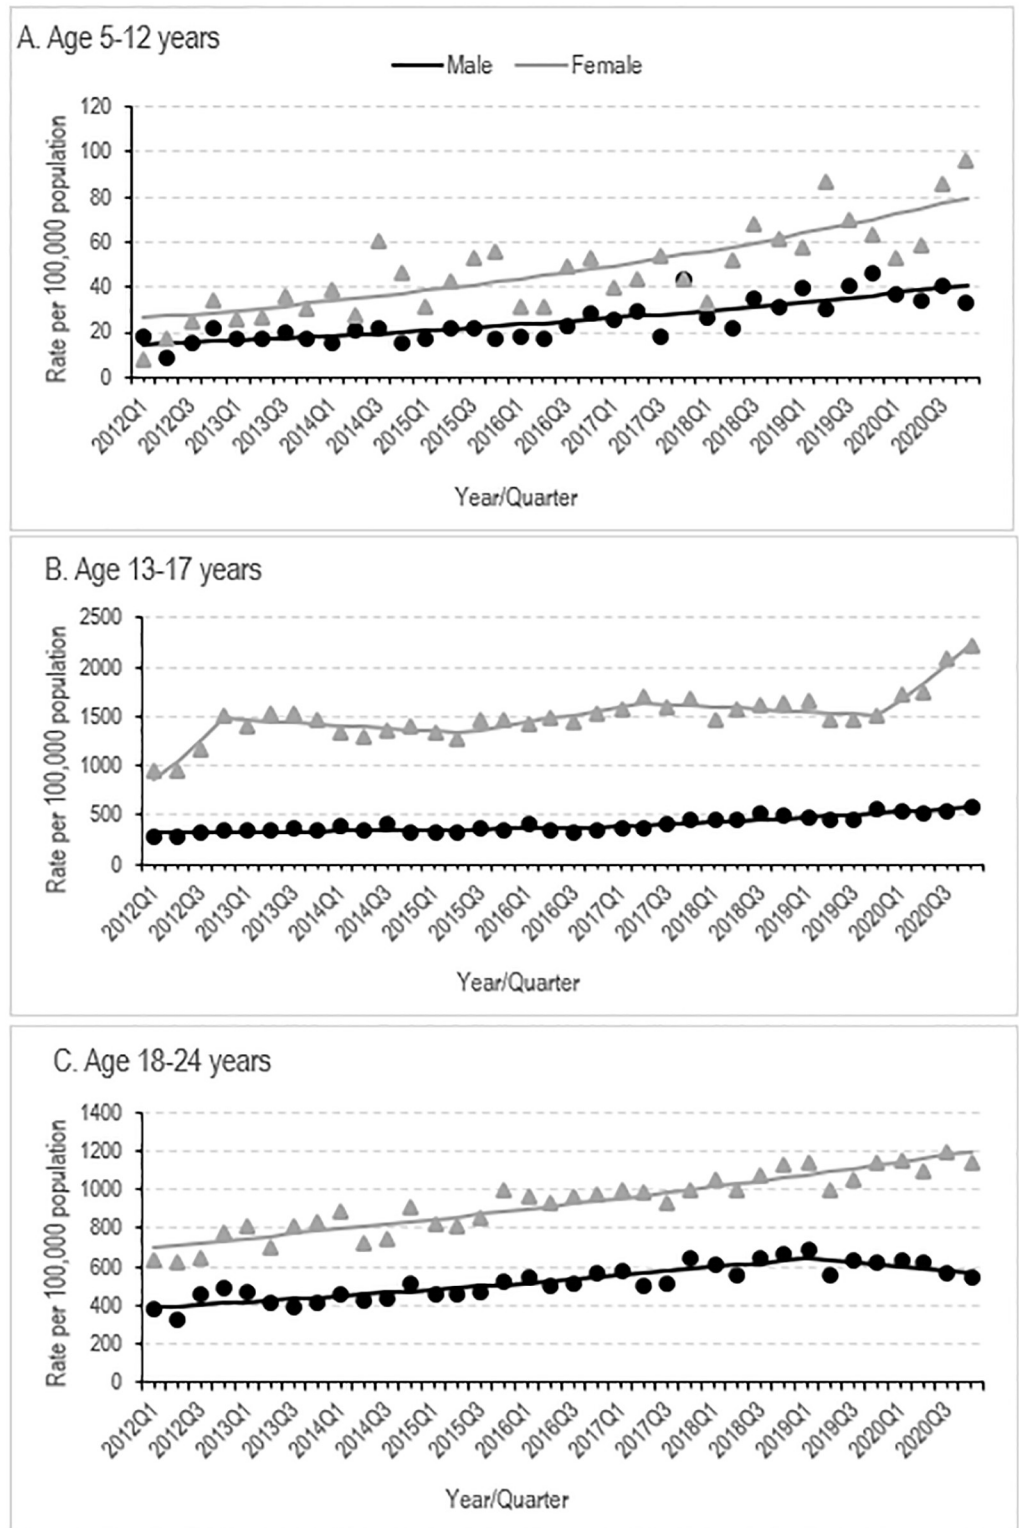 A. Age 5-12 years
Male Female
Rate per 100,000 population
120
100
80
60
40
20
0
2012Q1 2012Q3 2013Q1 2013Q3 2014Q1 2014Q3 2015Q1 2015Q3 2016Q1 2016Q3 2017Q1 2017Q3 2018Q1 2018Q3 2019Q1 2019Q3 2020Q1 2020Q3
Year/Quarter
B. Age 13-17 years
Rate per 100,000 population
2500
2000
1500
1000
500
0
2012Q1 2012Q3 2013Q1 2013Q3 2014Q1 2014Q3 2015Q1 2015Q3 2016Q1 2016Q3 2017Q1 2017Q3 2018Q1 2018Q3 2019Q1 2019Q3 2020Q1 2020Q3
Year/Quarter
C. Age 18-24 years
Rate per 100,000 population
1400
1200
1000
800
600
400
200
0
2012Q1 2012Q3 2013Q1 2013Q3 2014Q1 2014Q3 2015Q1 2015Q3 2016Q1 2016Q3 2017Q1 2017Q3 2018Q1 2018Q3 2019Q1 2019Q3 2020Q1 2020Q3
Year/Quarter